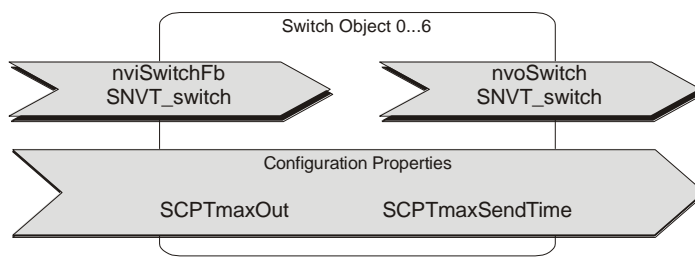 Switch Object 0...6
nviSwitchFb
SNVT_switch
nvoSwitch
SNVT_switch
Configuration Properties
SCPTmaxOut
SCPTmaxSendTime